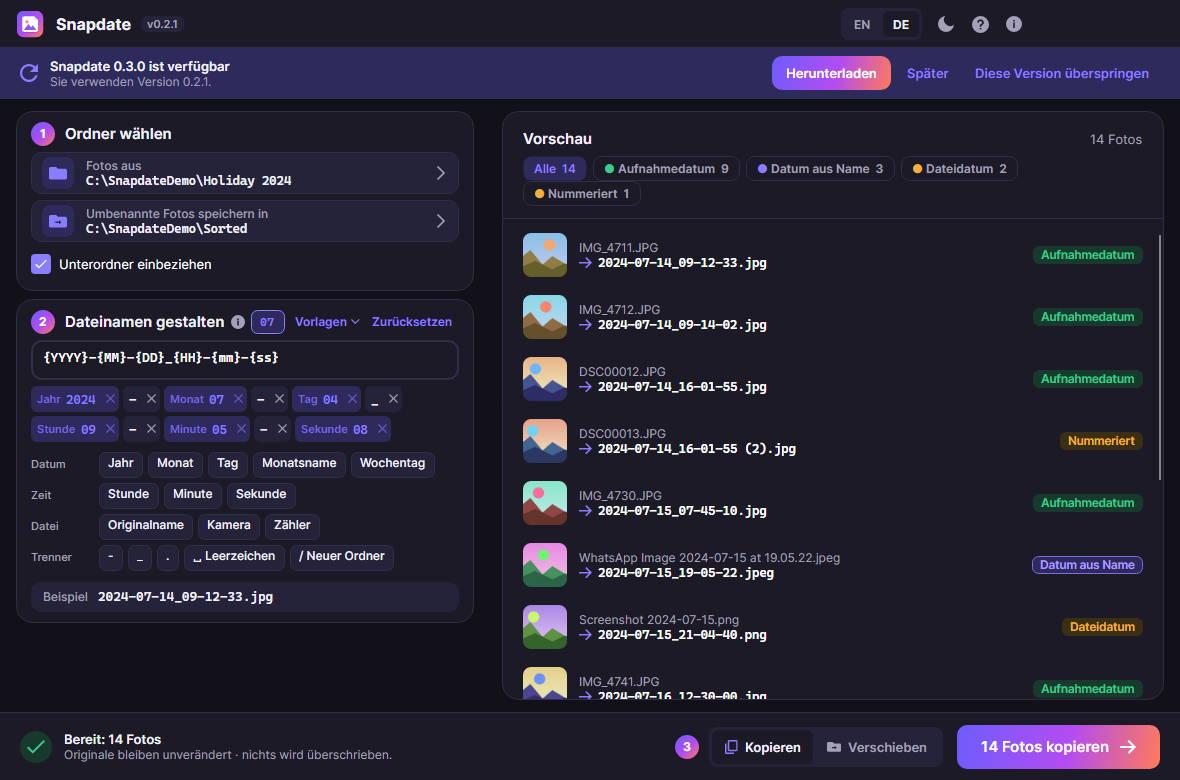 Snapdate v0.2.1
EN DE
Snapdate 0.3.0 ist verfügbar
Sie verwenden Version 0.2.1.
Herunterladen Später Diese Version überspringen
1 Ordner wählen
Fotos aus
C:\SnapdateDemo\Holiday 2024
Umbenannte Fotos speichern in
C:\SnapdateDemo\Sorted
Unterordner einbeziehen
2 Dateinamen gestalten 07 Vorlagen Zurücksetzen
{YYYY}-{MM}-{DD}_{HH}-{mm}-{ss}
Jahr 2024 × - × Monat 07 × - × Tag 04 × _ ×
Stunde 09 × - × Minute 05 × - × Sekunde 08 ×
Datum Jahr Monat Tag Monatsname Wochentag
Zeit Stunde Minute Sekunde
Datei Originalname Kamera Zähler
Trenner - _ . ␣ Leerzeichen / Neuer Ordner
Beispiel 2024-07-14_09-12-33.jpg
Vorschau 14 Fotos
Alle 14 Aufnahmedatum 9 Datum aus Name 3 Dateidatum 2
Nummeriert 1
IMG_4711.JPG
→ 2024-07-14_09-12-33.jpg Aufnahmedatum
IMG_4712.JPG
→ 2024-07-14_09-14-02.jpg Aufnahmedatum
DSC00012.JPG
→ 2024-07-14_16-01-55.jpg Aufnahmedatum
DSC00013.JPG
→ 2024-07-14_16-01-55 (2).jpg Nummeriert
IMG_4730.JPG
→ 2024-07-15_07-45-10.jpg Aufnahmedatum
WhatsApp Image 2024-07-15 at 19.05.22.jpeg
→ 2024-07-15_19-05-22.jpeg Datum aus Name
Screenshot 2024-07-15.png
→ 2024-07-15_21-04-40.png Dateidatum
IMG_4741.JPG
→ 2024-07-16_12-30-00.jpg Aufnahmedatum
Bereit: 14 Fotos
Originale bleiben unverändert · nichts wird überschrieben.
3 Kopieren Verschieben 14 Fotos kopieren →